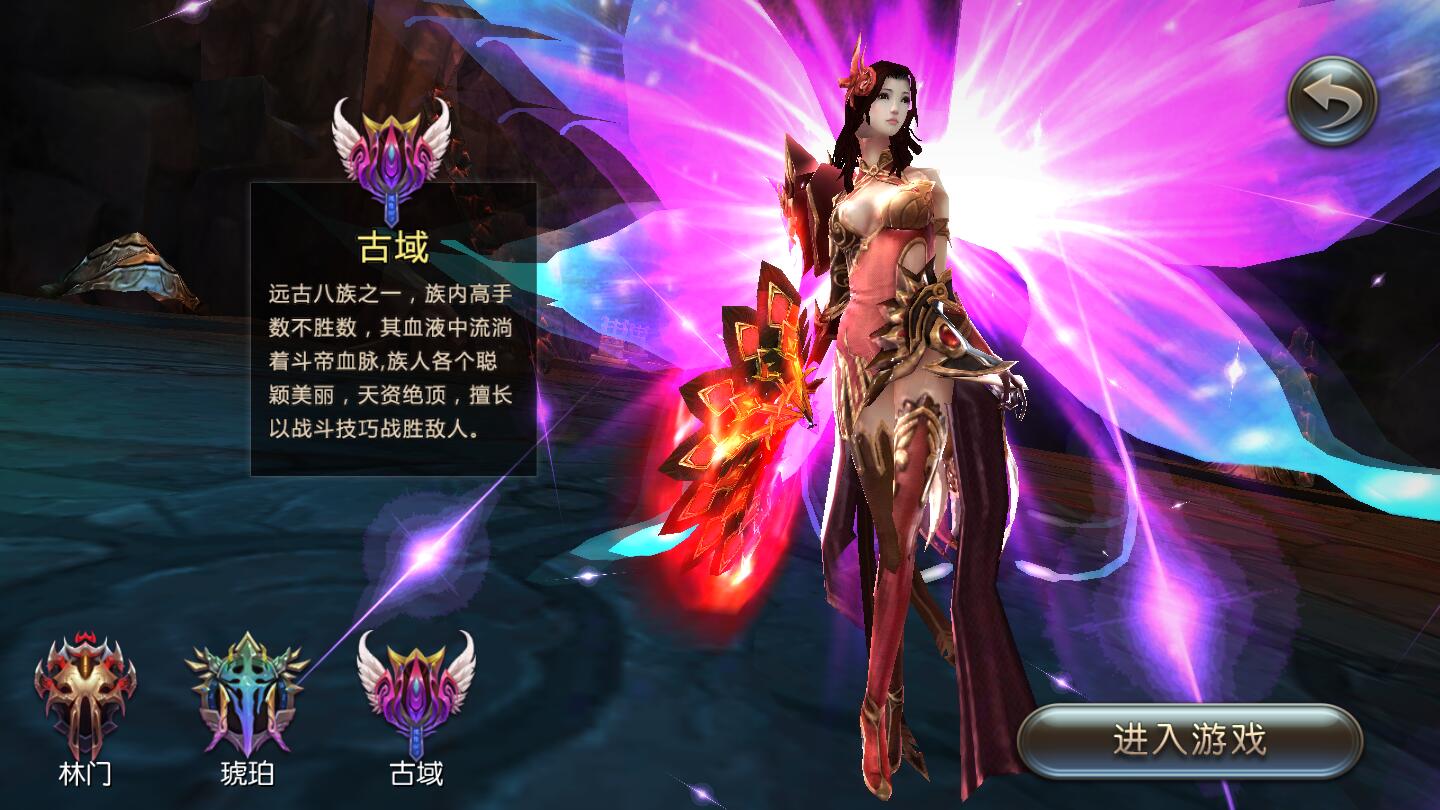 古域
远古八族之一，族内高手
数不胜数，其血液中流淌
着斗帝血脉,族人各个聪
颖美丽，天资绝顶，擅长
以战斗技巧战胜敌人。
林门
琥珀
古域
进入游戏